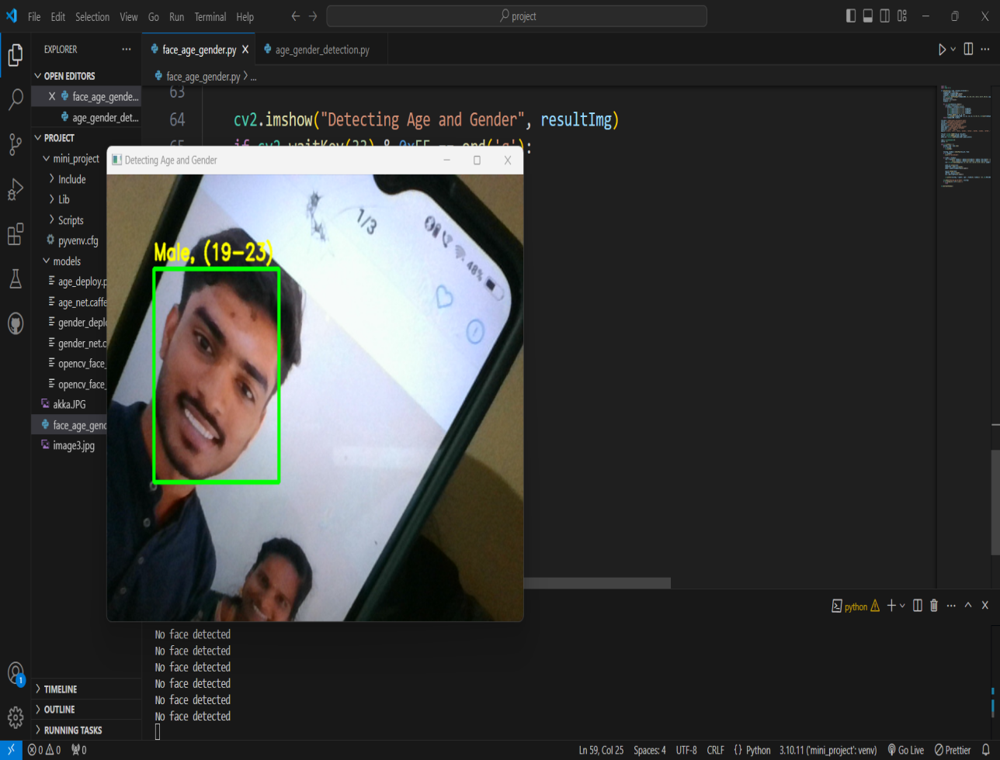 File Edit Selection View Go Run Terminal Help
project
EXPLORER
face_age_gender.py
age_gender_detection.py
OPEN EDITORS
face_age_gender.py > ...
face_age_gende...
age_gender_det...
63
64 cv2.imshow("Detecting Age and Gender", resultImg)
PROJECT
mini_project
Include
Lib
Scripts
pyvenv.cfg
models
age_deploy.p
age_net.caffe
gender_deplo
gender_net.c
opencv_face_
opencv_face_
akka.JPG
face_age_gend
image3.jpg
Detecting Age and Gender
1/3
48%
Male, (19-23)
python
No face detected
No face detected
No face detected
No face detected
No face detected
No face detected
1
TIMELINE
OUTLINE
RUNNING TASKS
0 0 0
Ln 59, Col 25 Spaces: 4 UTF-8 CRLF {} Python 3.10.11 ('mini_project': venv) Go Live Prettier